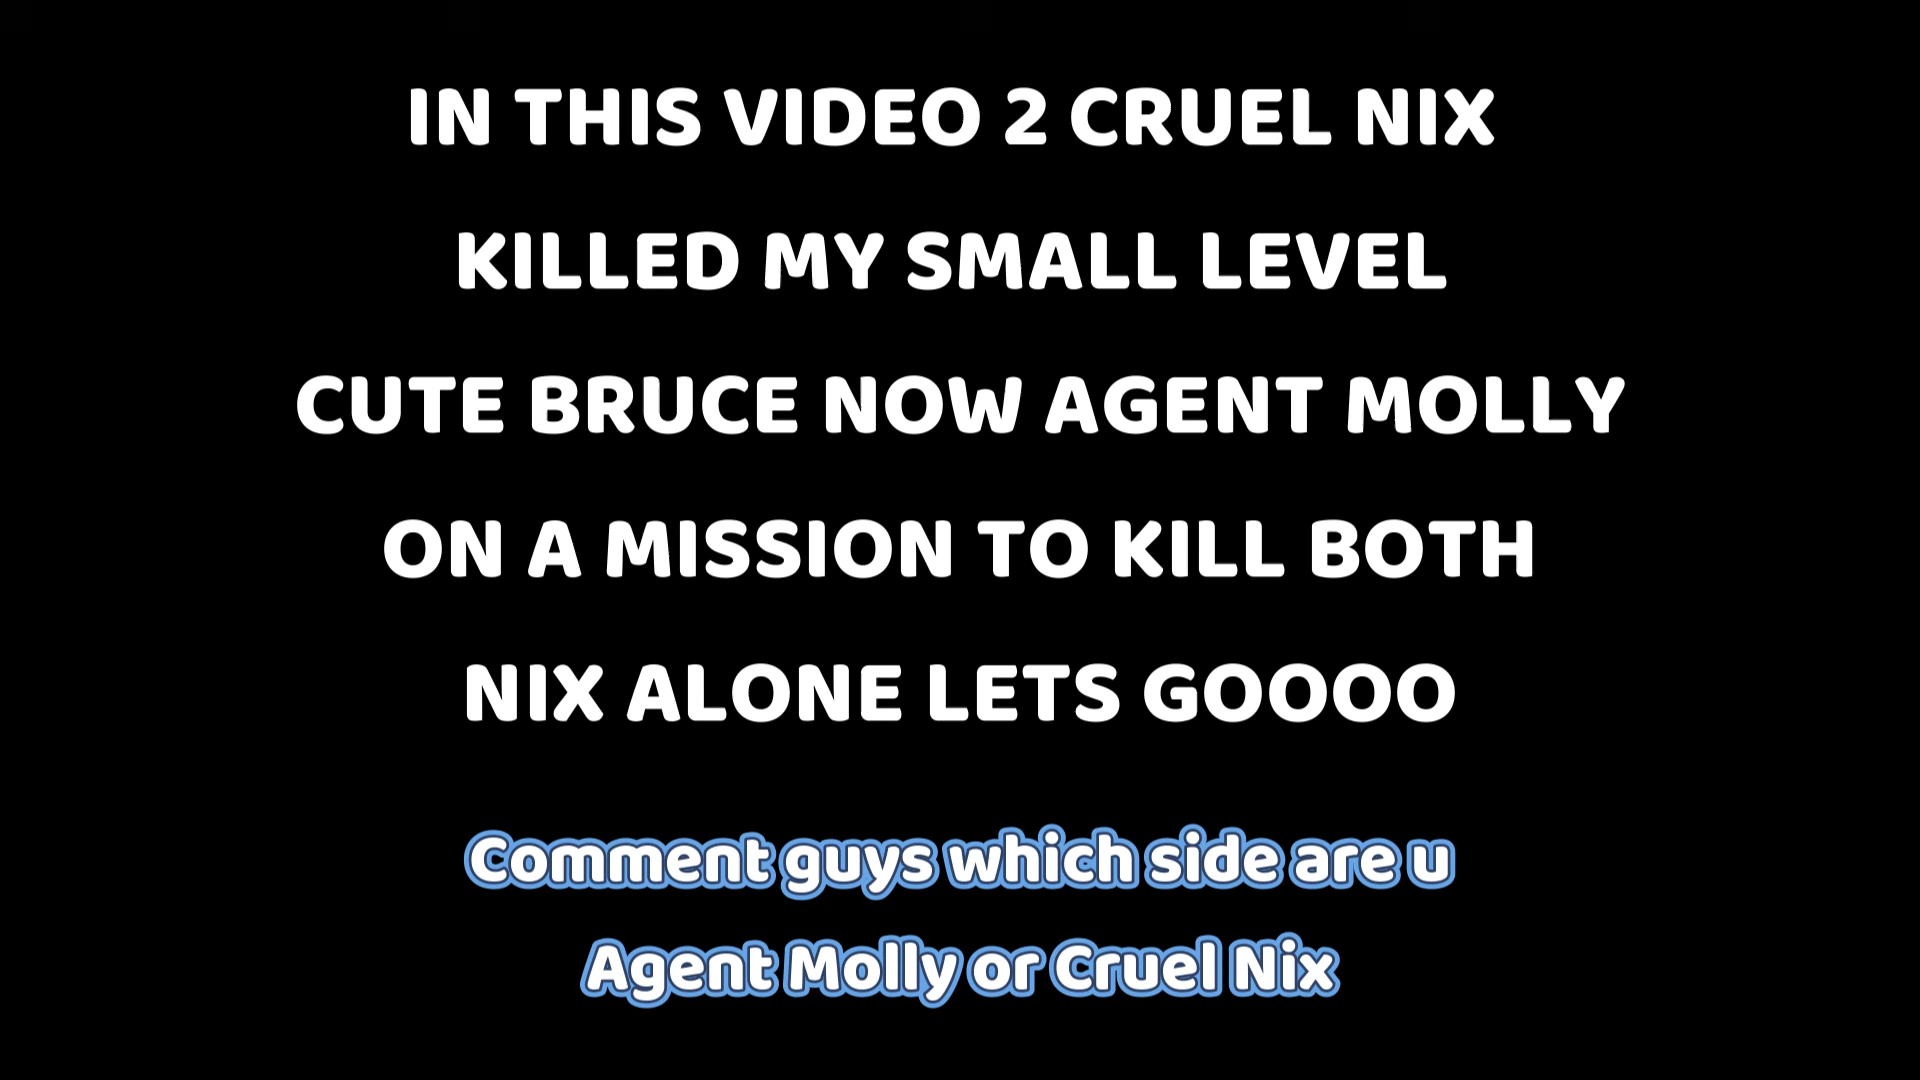 IN THIS VIDEO 2 CRUEL NIX
KILLED MY SMALL LEVEL
CUTE BRUCE NOW AGENT MOLLY
ON A MISSION TO KILL BOTH
NIX ALONE LETS GOOOO
Comment guys which side are u
Agent Molly or Cruel Nix